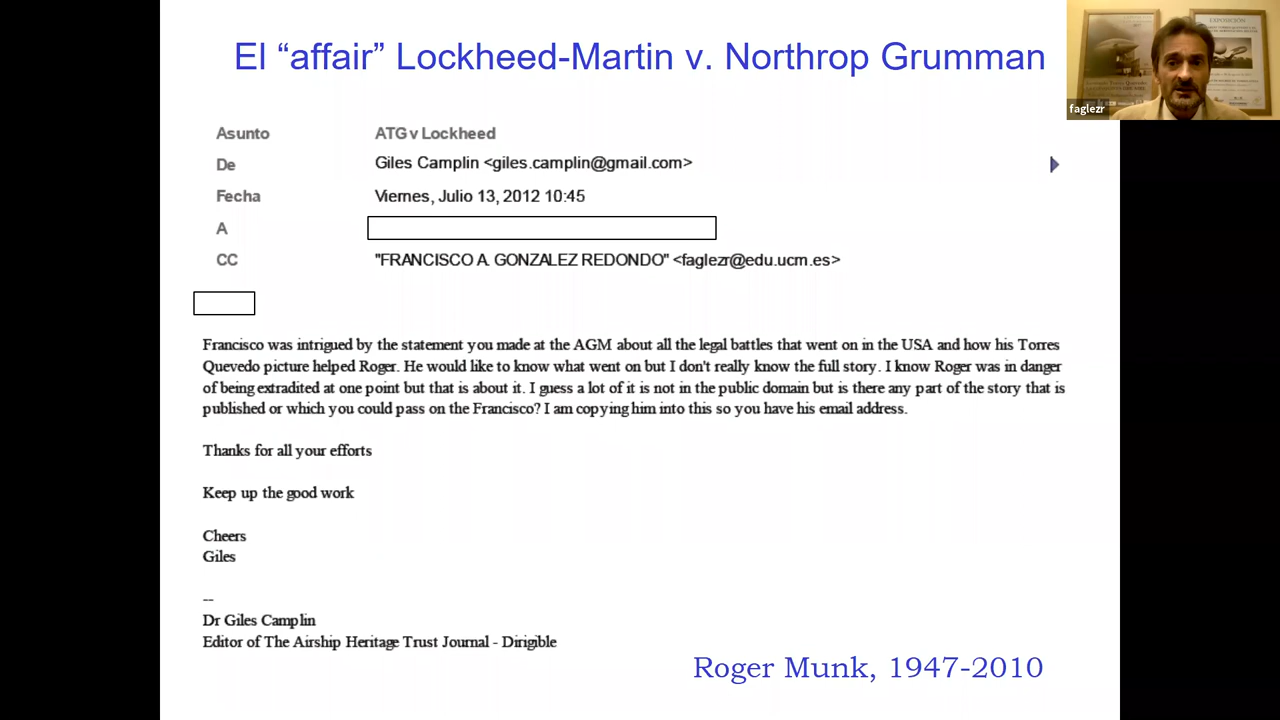 El “affair” Lockheed-Martin v. Northrop Grumman
EXPOSICIÓN
faglezr
Asunto ATG v Lockheed
De Giles Camplin <giles.camplin@gmail.com>
Fecha Viernes, Julio 13, 2012 10:45
A
CC "FRANCISCO A. GONZALEZ REDONDO" <faglezr@edu.ucm.es>
Francisco was intrigued by the statement you made at the AGM about all the legal battles that went on in the USA and how his Torres
Quevedo picture helped Roger. He would like to know what went on but I don't really know the full story. I know Roger was in danger
of being extradited at one point but that is about it. I guess a lot of it is not in the public domain but is there any part of the story that is
published or which you could pass on the Francisco? I am copying him into this so you have his email address.
Thanks for all your efforts
Keep up the good work
Cheers
Giles
--
Dr Giles Camplin
Editor of The Airship Heritage Trust Journal - Dirigible
Roger Munk, 1947-2010